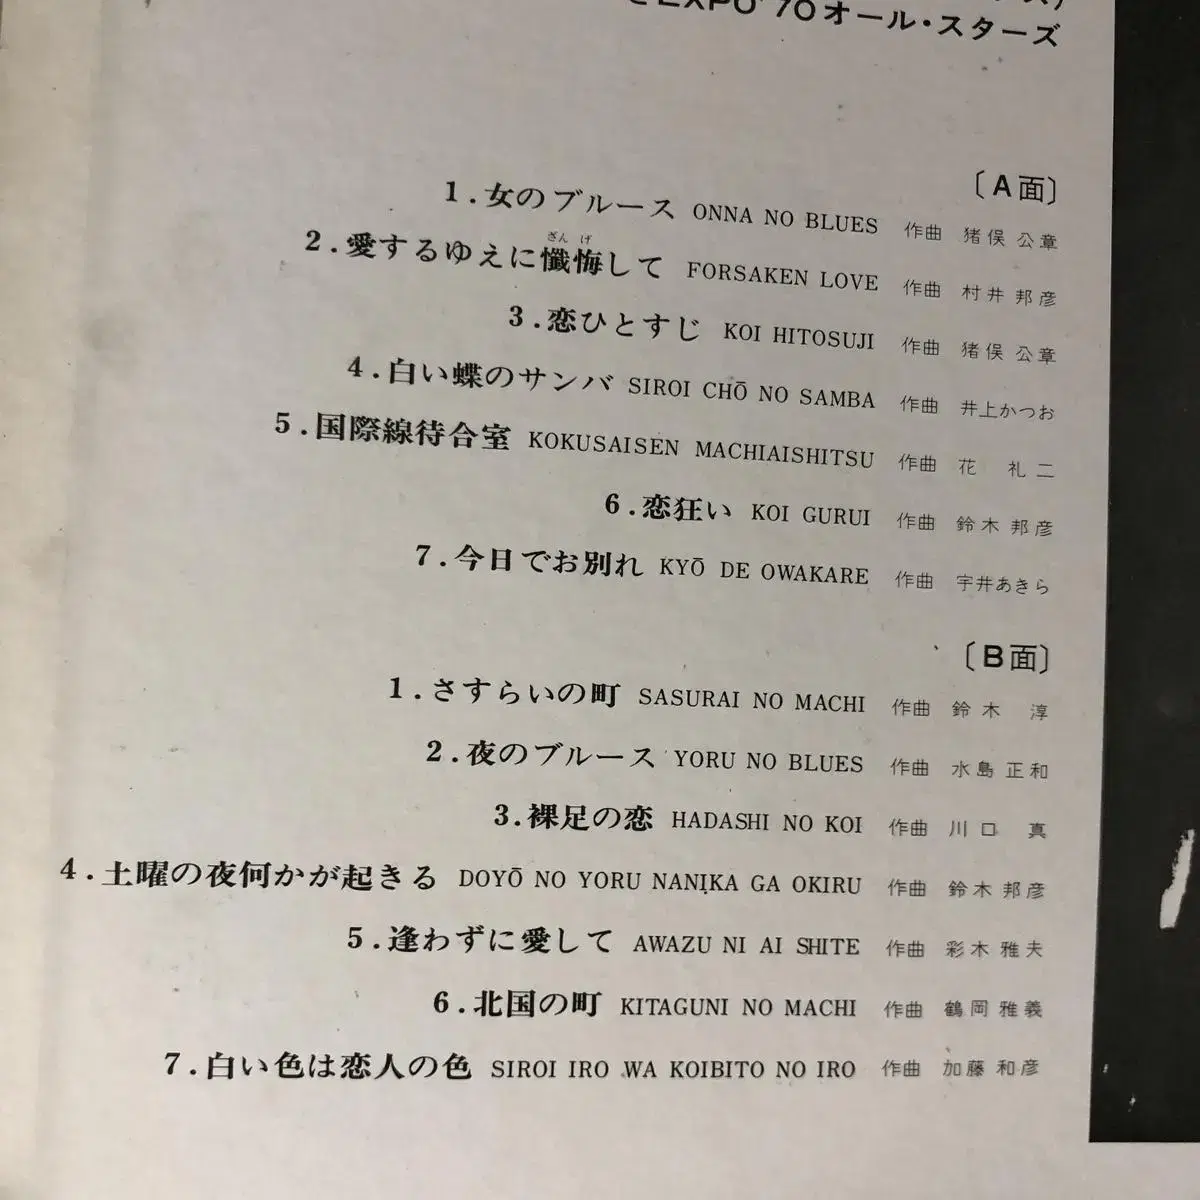 とEXPO'70オール・スターズ
〔A面〕
1.女のブルース ONNA NO BLUES 作曲 猪俣 公章
2.愛するゆえに懺悔して FORSAKEN LOVE 作曲 村井 邦彦
ざん げ
3.恋ひとすじ KOI HITOSUJI 作曲 猪俣 公章
4.白い蝶のサンバ SIROI CHŌ NO SAMBA 作曲 井上かつお
5.国際線待合室 KOKUSAISEN MACHIAISHITSU 作曲 花 礼二
6.恋狂い KOI GURUI 作曲 鈴木 邦彦
7.今日でお別れ KYŌ DE OWAKARE 作曲 宇井あきら
〔B面〕
1.さすらいの町 SASURAI NO MACHI 作曲 鈴木 淳
2.夜のブルース YORU NO BLUES 作曲 水島 正和
3.裸足の恋 HADASHI NO KOI 作曲 川口 真
4.土曜の夜何かが起きる DOYŌ NO YORU NANIKA GA OKIRU 作曲 鈴木 邦彦
5.逢わずに愛して AWAZU NI AI SHITE 作曲 彩木 雅夫
6.北国の町 KITAGUNI NO MACHI 作曲 鶴岡 雅義
7.白い色は恋人の色 SIROI IRO WA KOIBITO NO IRO 作曲 加藤 和彦